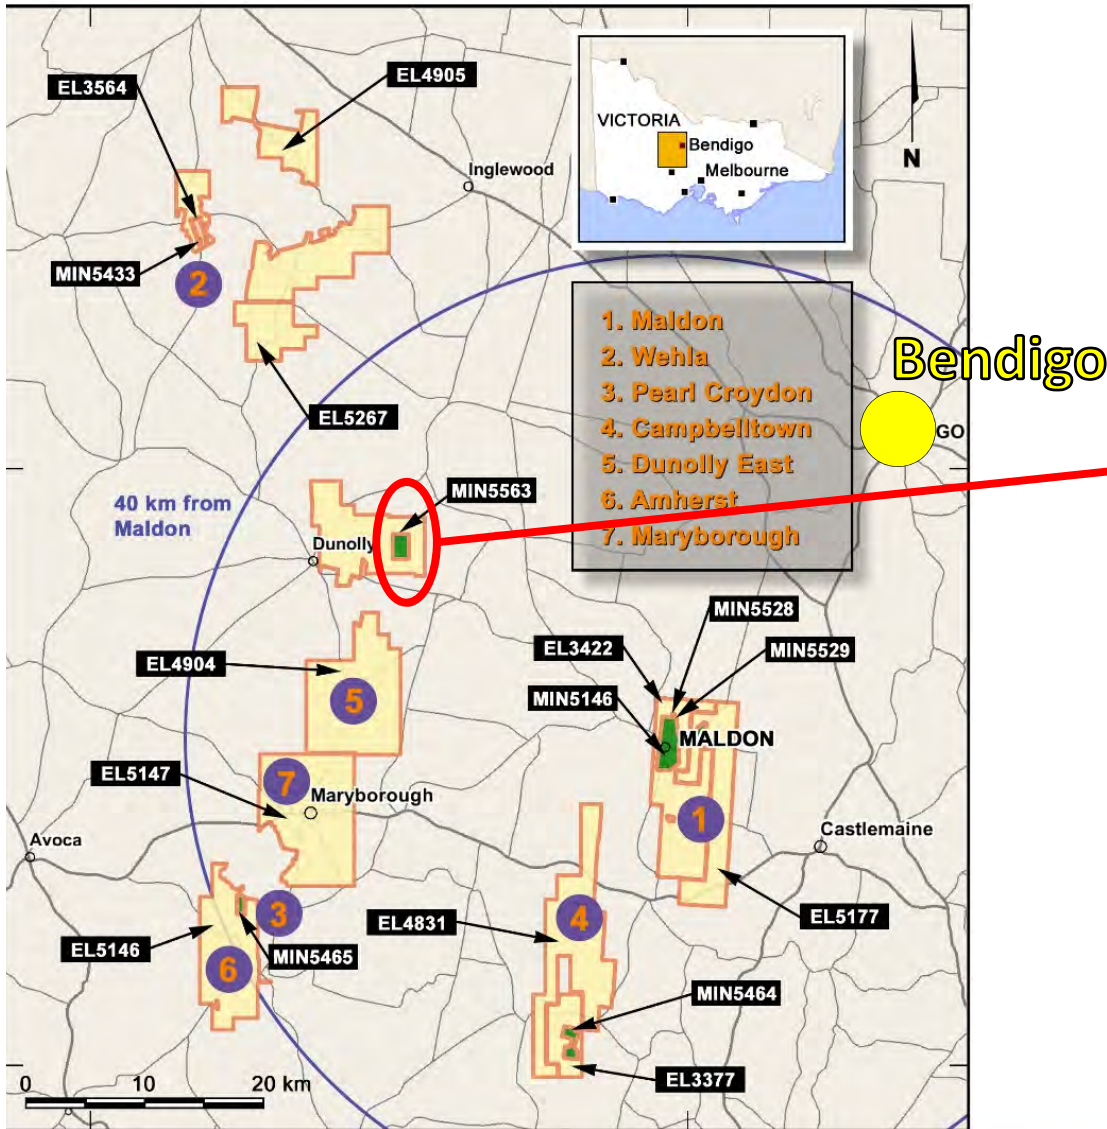 EL4905
EL3564
VICTORIA
Bendigo
Melbourne
N
Inglewood
MIN5433
2
1. Maldon
2. Wehla
3. Pearl Croydon
4. Campbelltown
5. Dunolly East
6. Amherst
7. Maryborough
Bendigo
GO
EL5267
40 km from
Maldon
MIN5563
Dunolly
MIN5528
EL3422
MIN5529
EL4904
MIN5146
5
MALDON
EL5147
7
Maryborough
1
Castlemaine
Avoca
3
4
EL4831
EL5177
EL5146
MIN5465
6
MIN5464
EL3377
0 10 20 km